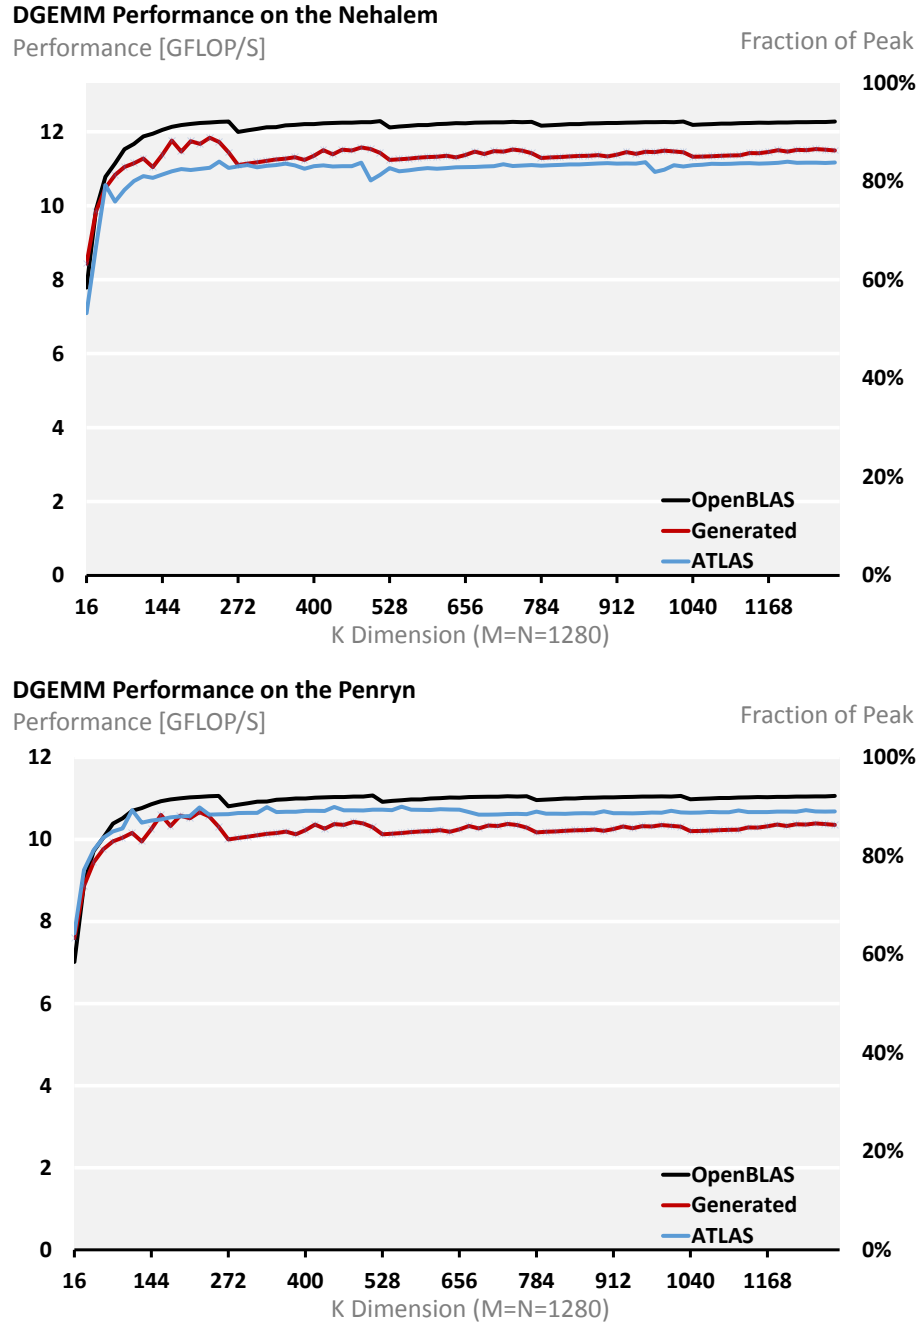 DGEMM Performance on the Nehalem
Performance [GFLOP/S]
Fraction of Peak
100%
12
10
80%
8
60%
6
40%
4
20%
2
OpenBLAS
Generated
ATLAS
0
0%
16 144 272 400 528 656 784 912 1040 1168
K Dimension (M=N=1280)
DGEMM Performance on the Penryn
Performance [GFLOP/S]
Fraction of Peak
12
100%
10
80%
8
60%
6
40%
4
20%
2
OpenBLAS
Generated
ATLAS
0
0%
16 144 272 400 528 656 784 912 1040 1168
K Dimension (M=N=1280)